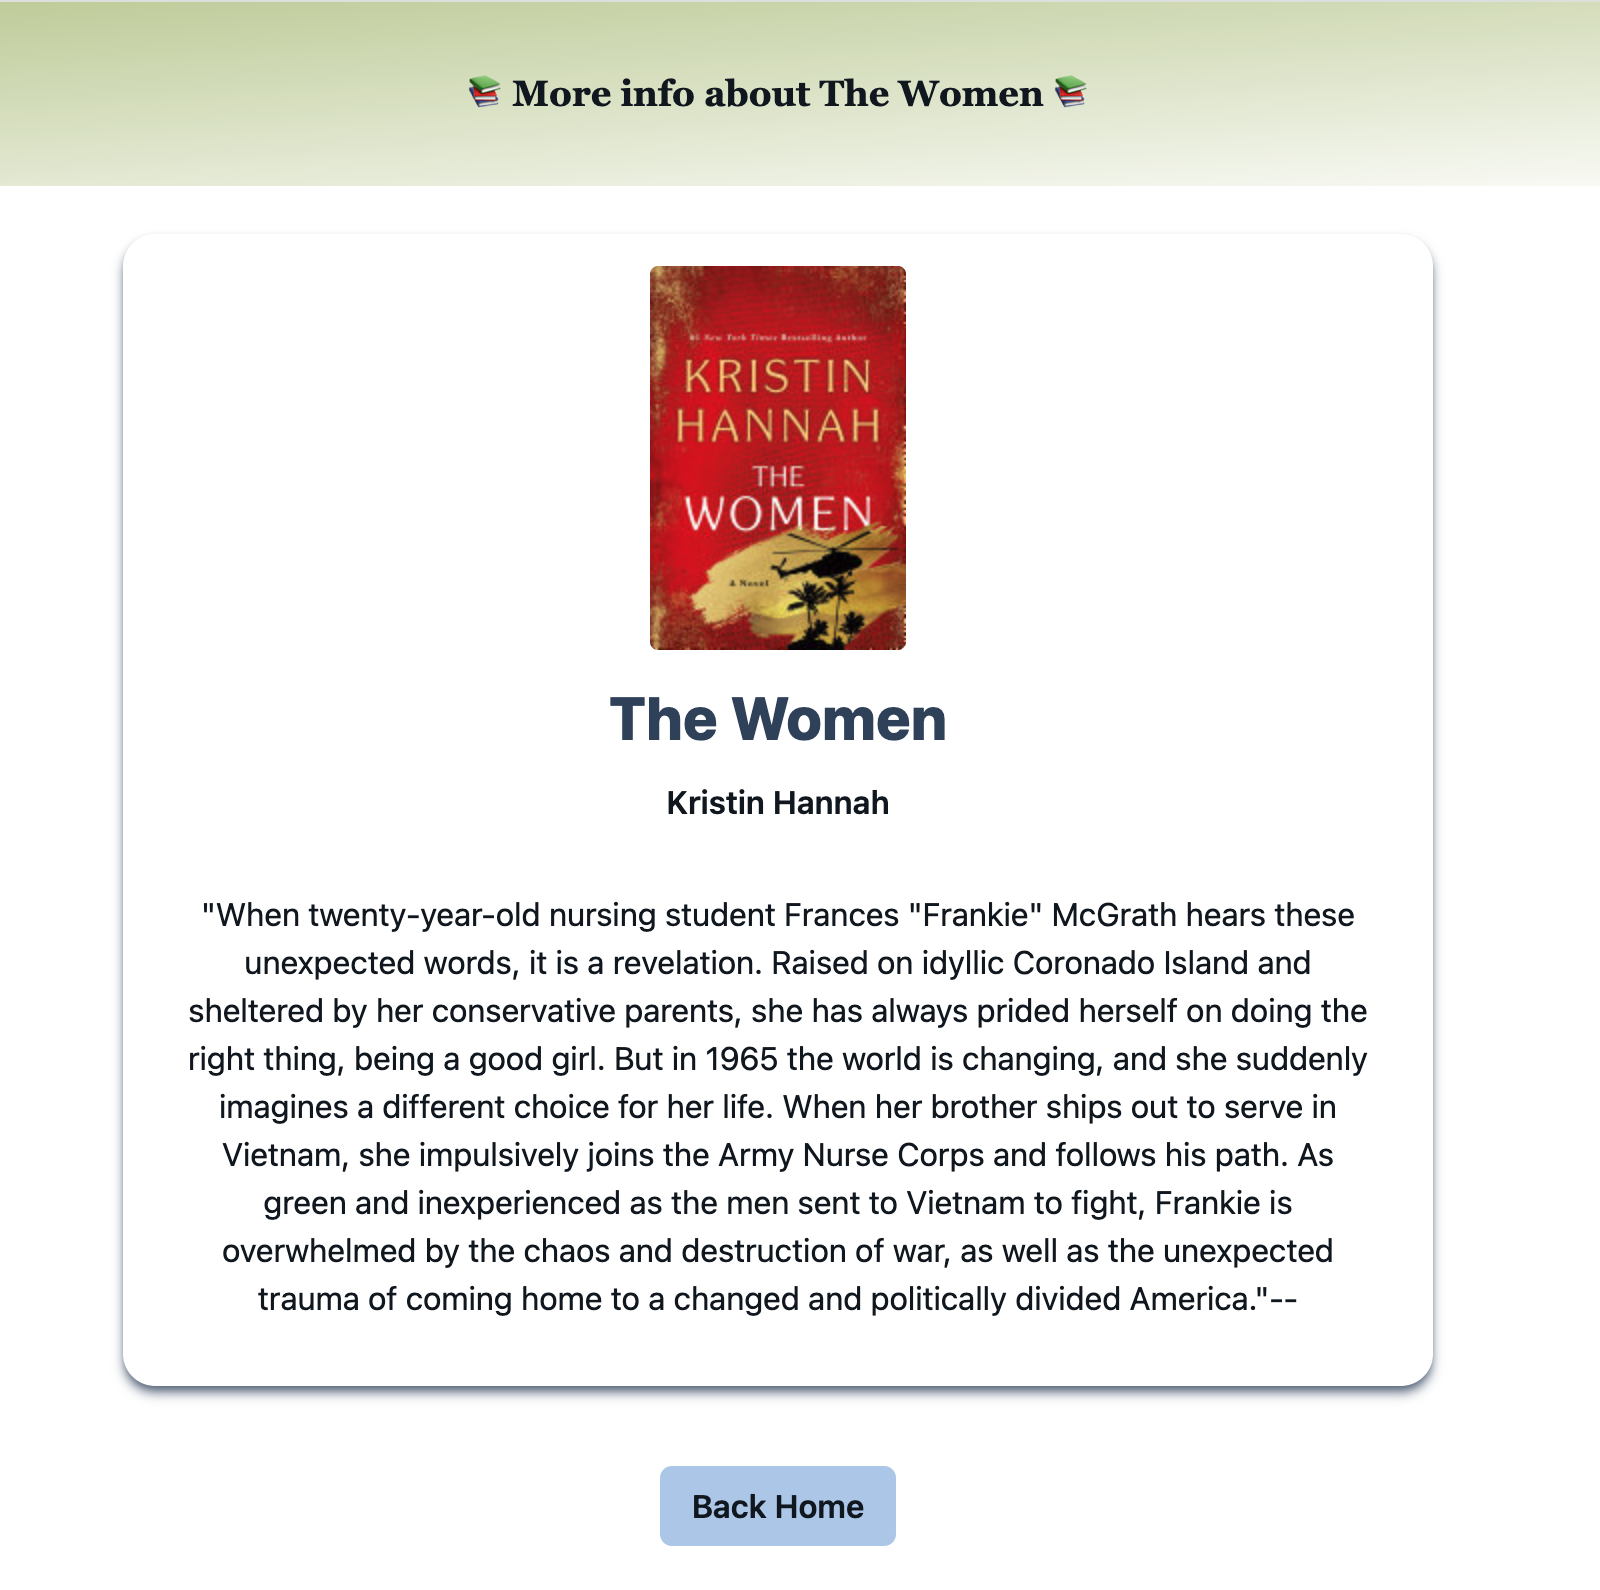 📚 More info about The Women 📚
#1 New York Times Bestselling Author
KRISTIN
HANNAH
THE
WOMEN
A Novel
The Women
Kristin Hannah
"When twenty-year-old nursing student Frances "Frankie" McGrath hears these
unexpected words, it is a revelation. Raised on idyllic Coronado Island and
sheltered by her conservative parents, she has always prided herself on doing the
right thing, being a good girl. But in 1965 the world is changing, and she suddenly
imagines a different choice for her life. When her brother ships out to serve in
Vietnam, she impulsively joins the Army Nurse Corps and follows his path. As
green and inexperienced as the men sent to Vietnam to fight, Frankie is
overwhelmed by the chaos and destruction of war, as well as the unexpected
trauma of coming home to a changed and politically divided America."--
Back Home